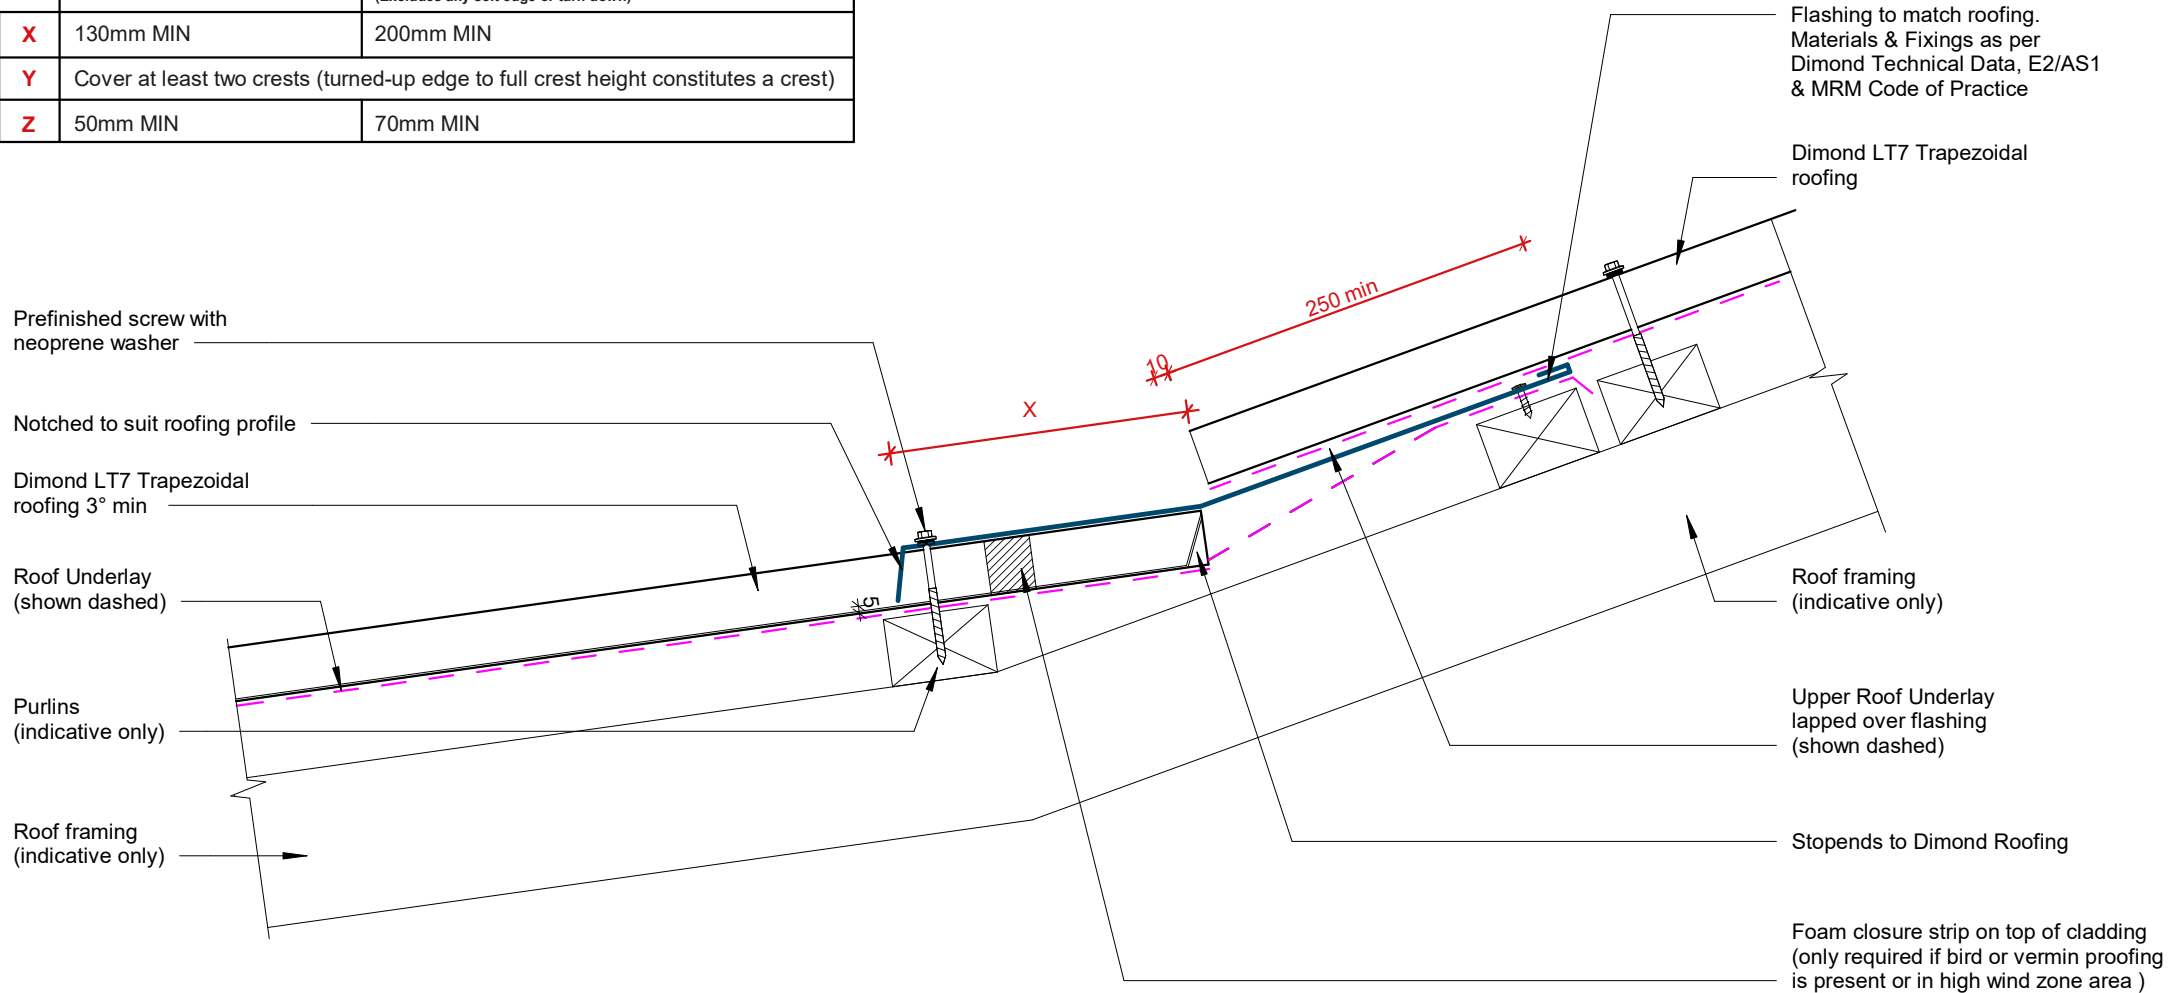 X 130mm MIN 200mm MIN
Y Cover at least two crests (turned-up edge to full crest height constitutes a crest)
Z 50mm MIN 70mm MIN
Flashing to match roofing.
Materials & Fixings as per
Dimond Technical Data, E2/AS1
& MRM Code of Practice
Dimond LT7 Trapezoidal
roofing
250 min
10
X
5
Prefinished screw with
neoprene washer
Notched to suit roofing profile
Dimond LT7 Trapezoidal
roofing 3° min
Roof Underlay
(shown dashed)
Purlins
(indicative only)
Roof framing
(indicative only)
Roof framing
(indicative only)
Upper Roof Underlay
lapped over flashing
(shown dashed)
Stopends to Dimond Roofing
Foam closure strip on top of cladding
(only required if bird or vermin proofing
is present or in high wind zone area )